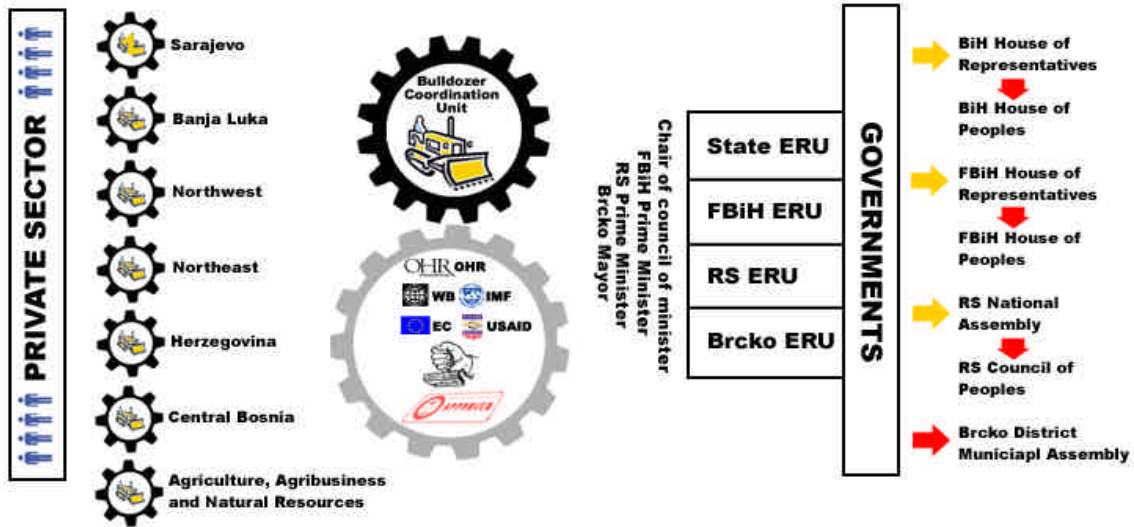 PRIVATE SECTOR
Sarajevo
Banja Luka
Northwest
Northeast
Herzegovina
Central Bosnia
Agriculture, Agribusiness
and Natural Resources
Bulldozer
Coordination
Unit
OHR OHR
WB IMF
EC USAID
APPROVED
Chair of council of minister
FBiH Prime Minister
RS Prime Minister
Brcko Mayor
State ERU
FBiH ERU
RS ERU
Brcko ERU
GOVERNMENTS
BiH House of
Representatives
BiH House of
Peoples
FBiH House of
Representatives
FBiH House of
Peoples
RS National
Assembly
RS Council of
Peoples
Brcko District
Municiapl Assembly